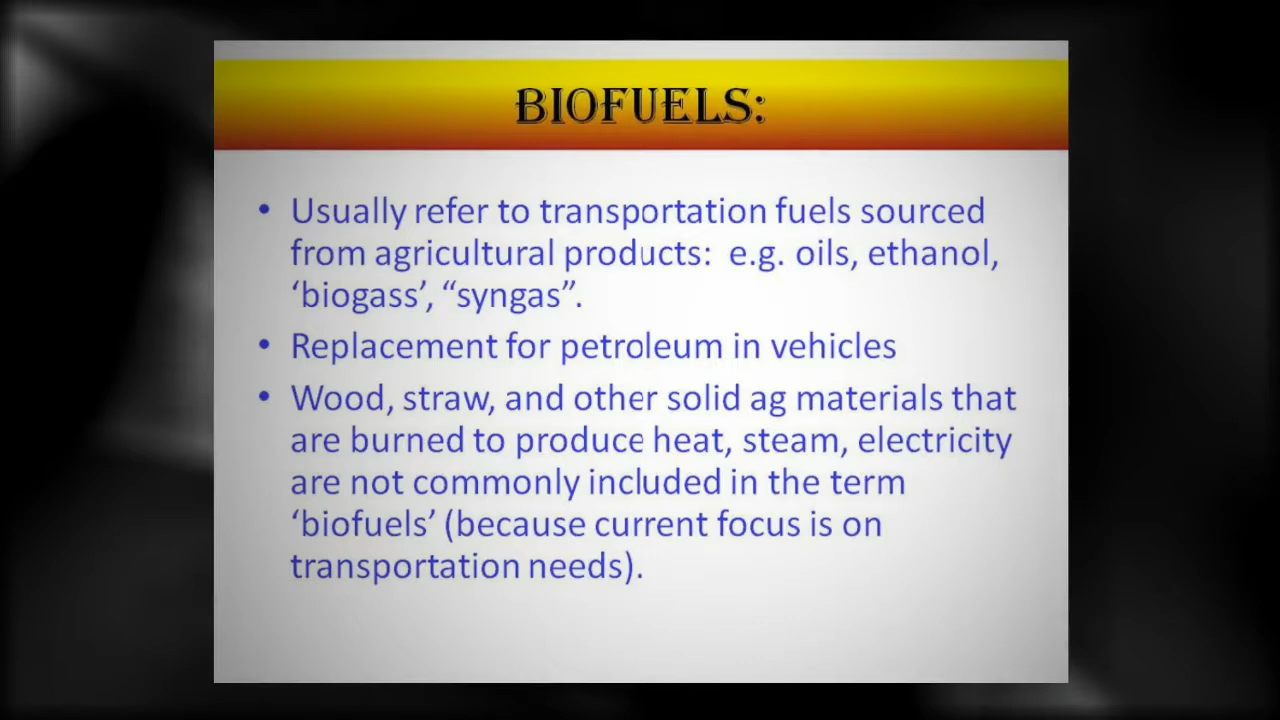 BIOFUELS:
• Usually refer to transportation fuels sourced
from agricultural products:  e.g. oils, ethanol,
‘biogass’, “syngas”.
• Replacement for petroleum in vehicles
• Wood, straw, and other solid ag materials that
are burned to produce heat, steam, electricity
are not commonly included in the term
‘biofuels’ (because current focus is on
transportation needs).